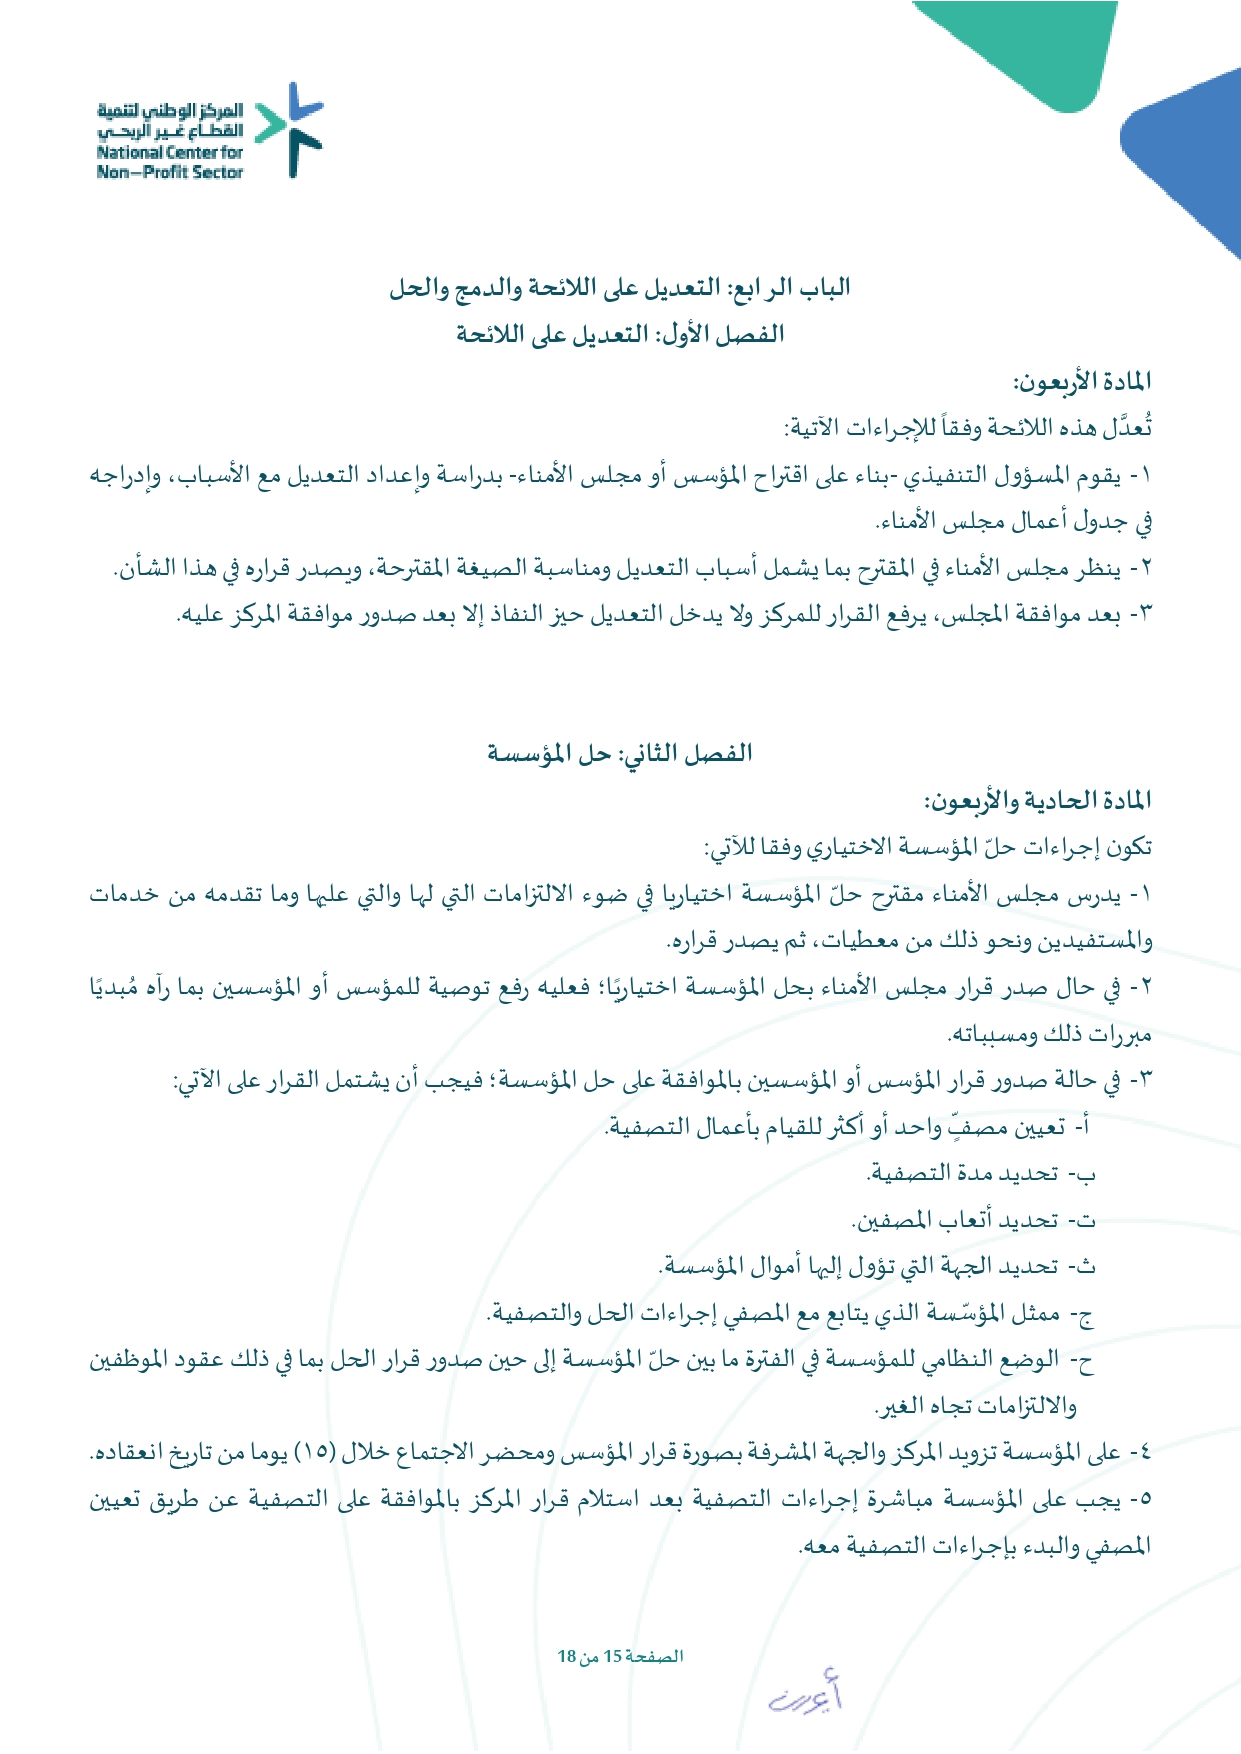 المركز الوطني لتنمية
القطاع غير الربحي
National Center for
Non–Profit Sector
الباب الرابع: التعديل على اللائحة والدمج والحل
الفصل الأول: التعديل على اللائحة
المادة الأربعون:
تُعدَّل هذه اللائحة وفقاً للإجراءات الآتية:
١- يقوم المسؤول التنفيذي -بناء على اقتراح المؤسس أو مجلس الأمناء- بدراسة وإعداد التعديل مع الأسباب، وإدراجه
في جدول أعمال مجلس الأمناء.
٢- ينظر مجلس الأمناء في المقترح بما يشمل أسباب التعديل ومناسبة الصيغة المقترحة، ويصدر قراره في هذا الشأن.
٣- بعد موافقة المجلس، يرفع القرار للمركز ولا يدخل التعديل حيز النفاذ إلا بعد صدور موافقة المركز عليه.
الفصل الثاني: حل المؤسسة
المادة الحادية والأربعون:
تكون إجراءات حلّ المؤسسة الاختياري وفقا للآتي:
١- يدرس مجلس الأمناء مقترح حلّ المؤسسة اختياريا في ضوء الالتزامات التي لها والتي عليها وما تقدمه من خدمات
والمستفيدين ونحو ذلك من معطيات، ثم يصدر قراره.
٢- في حال صدر قرار مجلس الأمناء بحل المؤسسة اختياريًا؛ فعليه رفع توصية للمؤسس أو المؤسسين بما رآه مُبديًا
مبررات ذلك ومسبباته.
٣- في حالة صدور قرار المؤسس أو المؤسسين بالموافقة على حل المؤسسة؛ فيجب أن يشتمل القرار على الآتي:
أ- تعيين مصفٍّ واحد أو أكثر للقيام بأعمال التصفية.
ب- تحديد مدة التصفية.
ت- تحديد أتعاب المصفين.
ث- تحديد الجهة التي تؤول إليها أموال المؤسسة.
ج- ممثل المؤسّسة الذي يتابع مع المصفي إجراءات الحل والتصفية.
ح- الوضع النظامي للمؤسسة في الفترة ما بين حلّ المؤسسة إلى حين صدور قرار الحل بما في ذلك عقود الموظفين
والالتزامات تجاه الغير.
٤- على المؤسسة تزويد المركز والجهة المشرفة بصورة قرار المؤسس ومحضر الاجتماع خلال (١٥) يوما من تاريخ انعقاده.
٥- يجب على المؤسسة مباشرة إجراءات التصفية بعد استلام قرار المركز بالموافقة على التصفية عن طريق تعيين
المصفي والبدء بإجراءات التصفية معه.
الصفحة 15 من 18